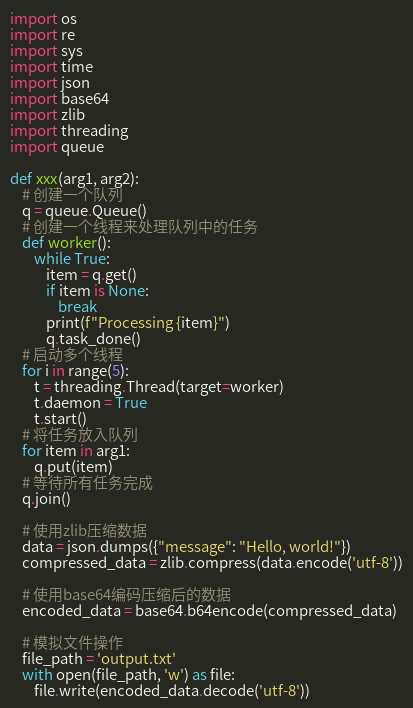 import os
import re
import sys
import time
import json
import base64
import zlib
import threading
import queue

def xxx(arg1, arg2):
    # 创建一个队列
    q = queue.Queue()
    # 创建一个线程来处理队列中的任务
    def worker():
        while True:
            item = q.get()
            if item is None:
                break
            print(f"Processing {item}")
            q.task_done()
    # 启动多个线程
    for i in range(5):
        t = threading.Thread(target=worker)
        t.daemon = True
        t.start()
    # 将任务放入队列
    for item in arg1:
        q.put(item)
    # 等待所有任务完成
    q.join()

    # 使用zlib压缩数据
    data = json.dumps({"message": "Hello, world!"})
    compressed_data = zlib.compress(data.encode('utf-8'))

    # 使用base64编码压缩后的数据
    encoded_data = base64.b64encode(compressed_data)

    # 模拟文件操作
    file_path = 'output.txt'
    with open(file_path, 'w') as file:
        file.write(encoded_data.decode('utf-8'))